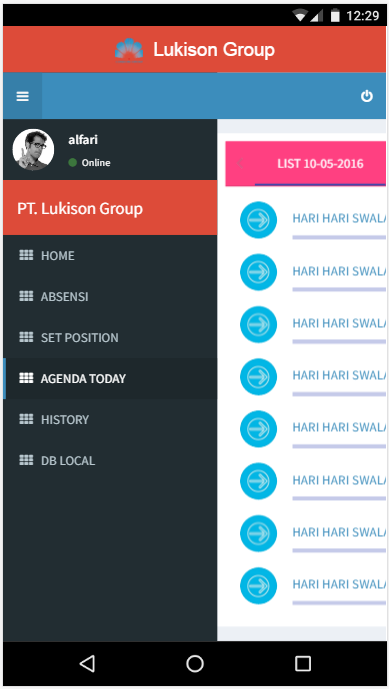 12:29
Lukison Group
alfari
Online
PT. Lukison Group
HOME
ABSENSI
SET POSITION
AGENDA TODAY
HISTORY
DB LOCAL
LIST 10-05-2016
HARI HARI SWALA
HARI HARI SWALA
HARI HARI SWALA
HARI HARI SWALA
HARI HARI SWALA
HARI HARI SWALA
HARI HARI SWALA
HARI HARI SWALA